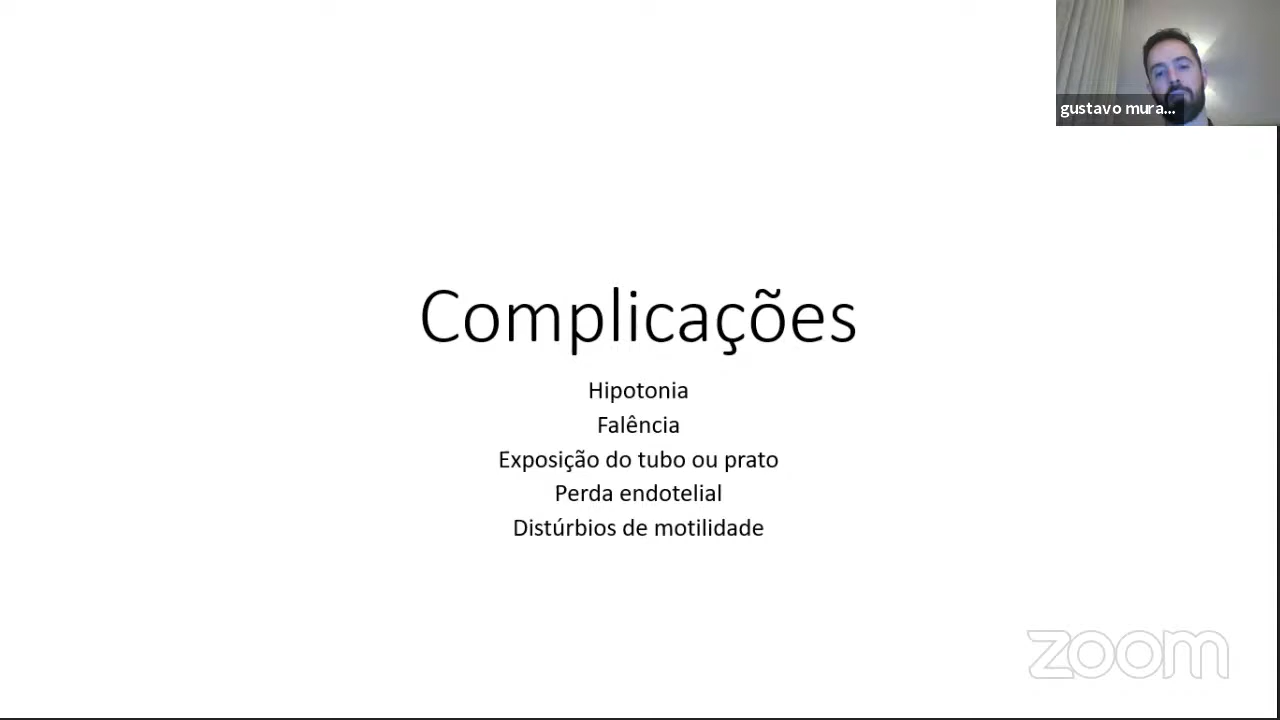 gustavo mura...
Complicações
Hipotonia
Falência
Exposição do tubo ou prato
Perda endotelial
Distúrbios de motilidade
zoom